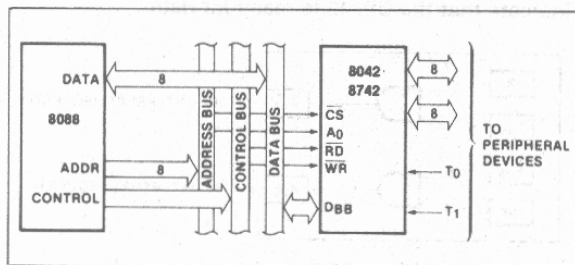 DATA
8
8088
ADDR
8
CONTROL
ADDRESS BUS
CONTROL BUS
DATA BUS
8042
8742
CS
A0
RD
WR
DBB
8
8
TO
PERIPHERAL
DEVICES
T0
T1